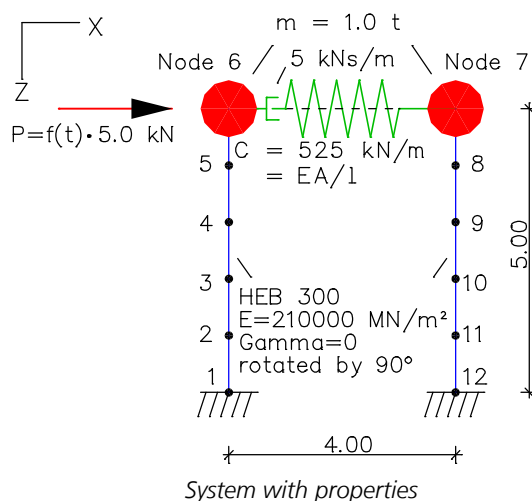 X
Z
m = 1.0 t
Node 6
5 kNs/m
Node 7
P=f(t)·5.0 kN
C = 525 kN/m
= EA/l
5
8
4
9
3
10
HEB 300
E=210000 MN/m²
Gamma=0
rotated by 90°
2
11
1
12
5.00
4.00
System with properties